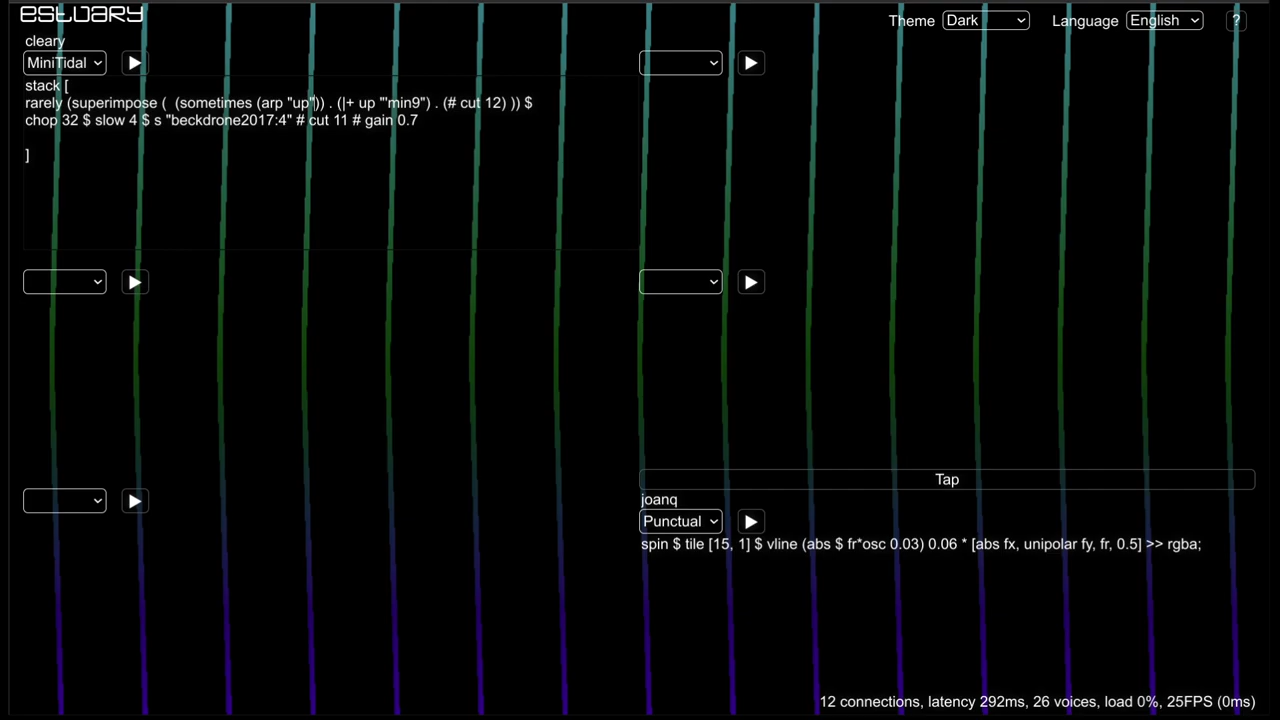 estuary
Theme Dark Language English ?
cleary
MiniTidal
stack [
rarely (superimpose (  (sometimes (arp "up")) . (|+ up "'min9") . (# cut 12) )) $
chop 32 $ slow 4 $ s "beckdrone2017:4" # cut 11 # gain 0.7
]
Tap
joanq
Punctual
spin $ tile [15, 1] $ vline (abs $ fr*osc 0.03) 0.06 * [abs fx, unipolar fy, fr, 0.5] >> rgba;
12 connections, latency 292ms, 26 voices, load 0%, 25FPS (0ms)